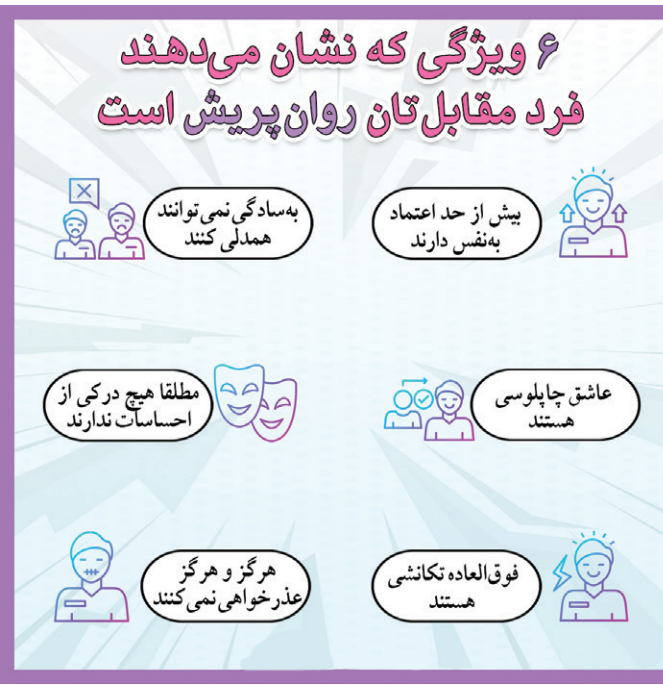 ۶ ویژگی که نشان می‌دهند
فرد مقابل‌تان روان‌پریش است
بیش از حد اعتماد
به‌نفس دارند
به‌سادگی نمی‌توانند
همدلی کنند
عاشق چاپلوسی
هستند
مطلقا هیچ درکی از
احساسات ندارند
فوق‌العاده تکانشی
هستند
هرگز و هرگز
عذرخواهی نمی‌کنند